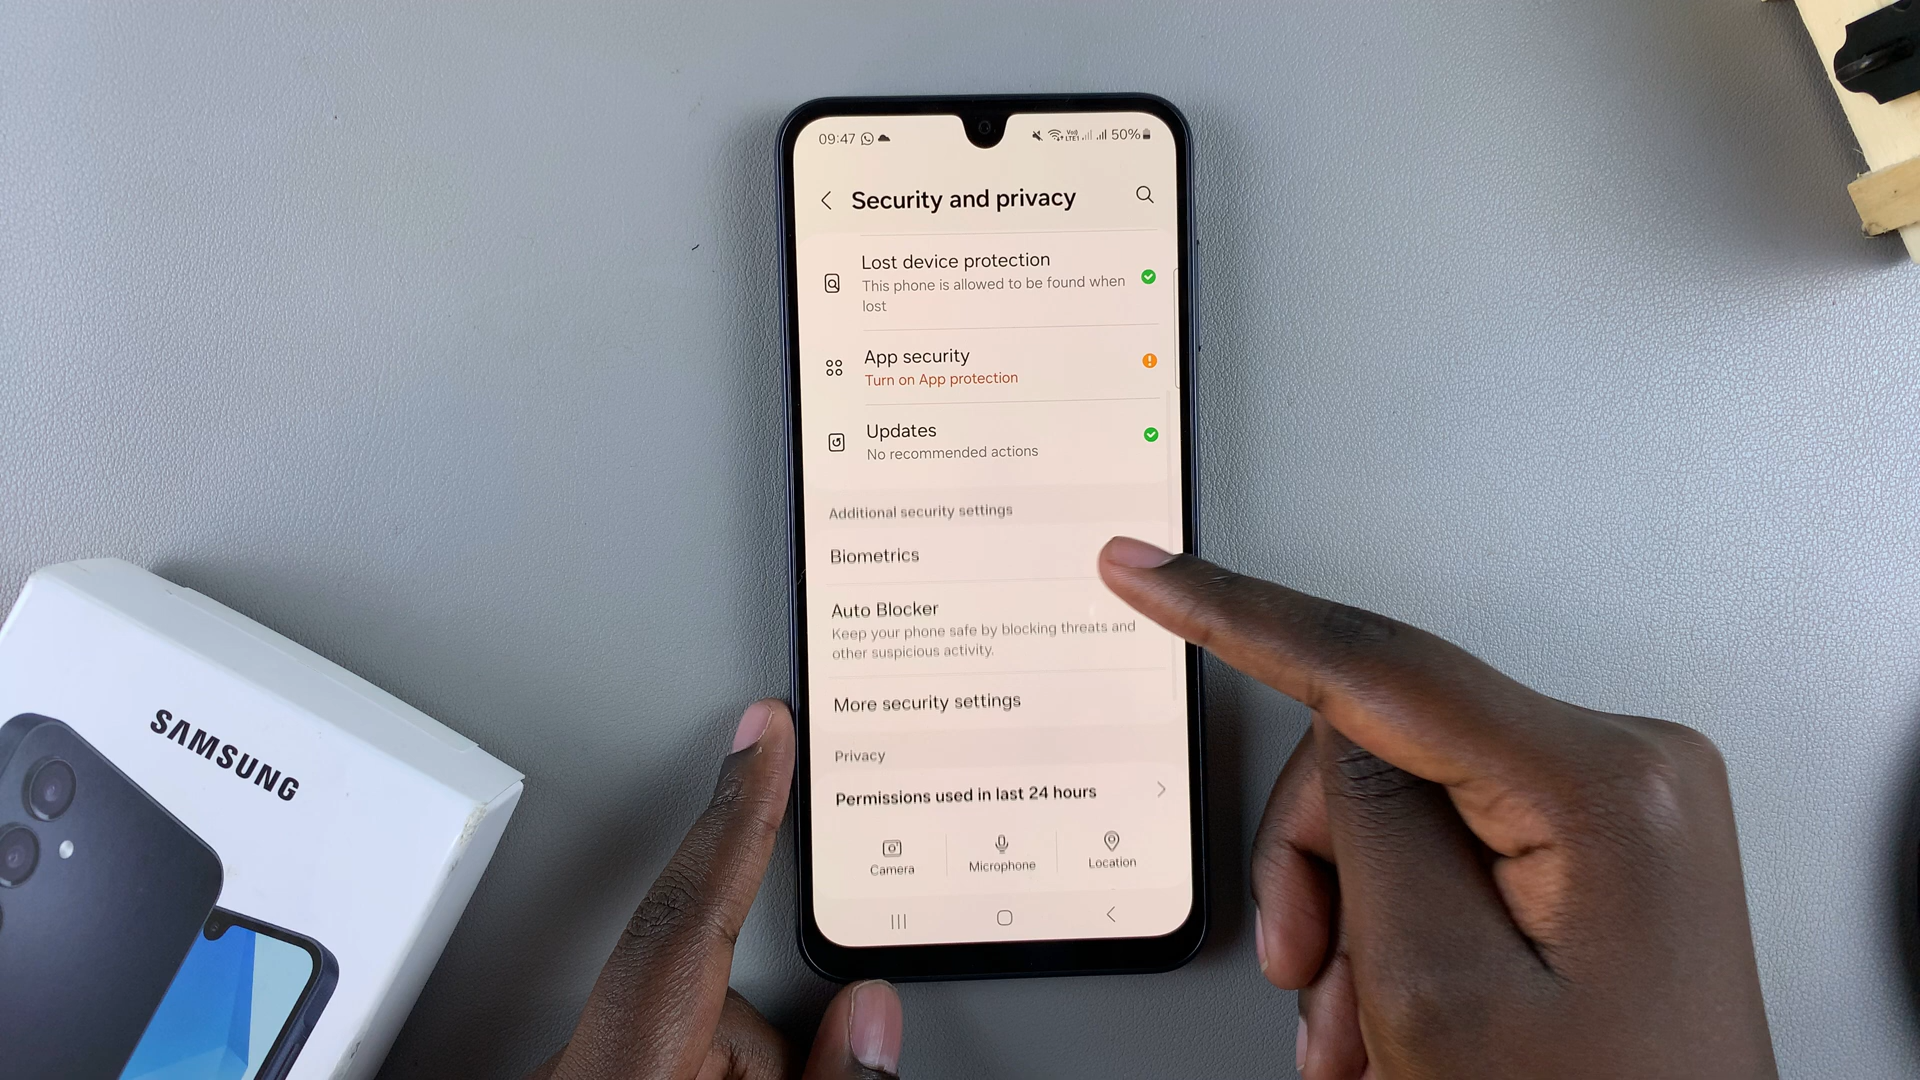 09:47
50%
Security and privacy
Lost device protection
This phone is allowed to be found when
lost
App security
Turn on App protection
Updates
No recommended actions
Additional security settings
Biometrics
Auto Blocker
Keep your phone safe by blocking threats and
other suspicious activity.
More security settings
Privacy
Permissions used in last 24 hours
Camera
Microphone
Location
SAMSUNG